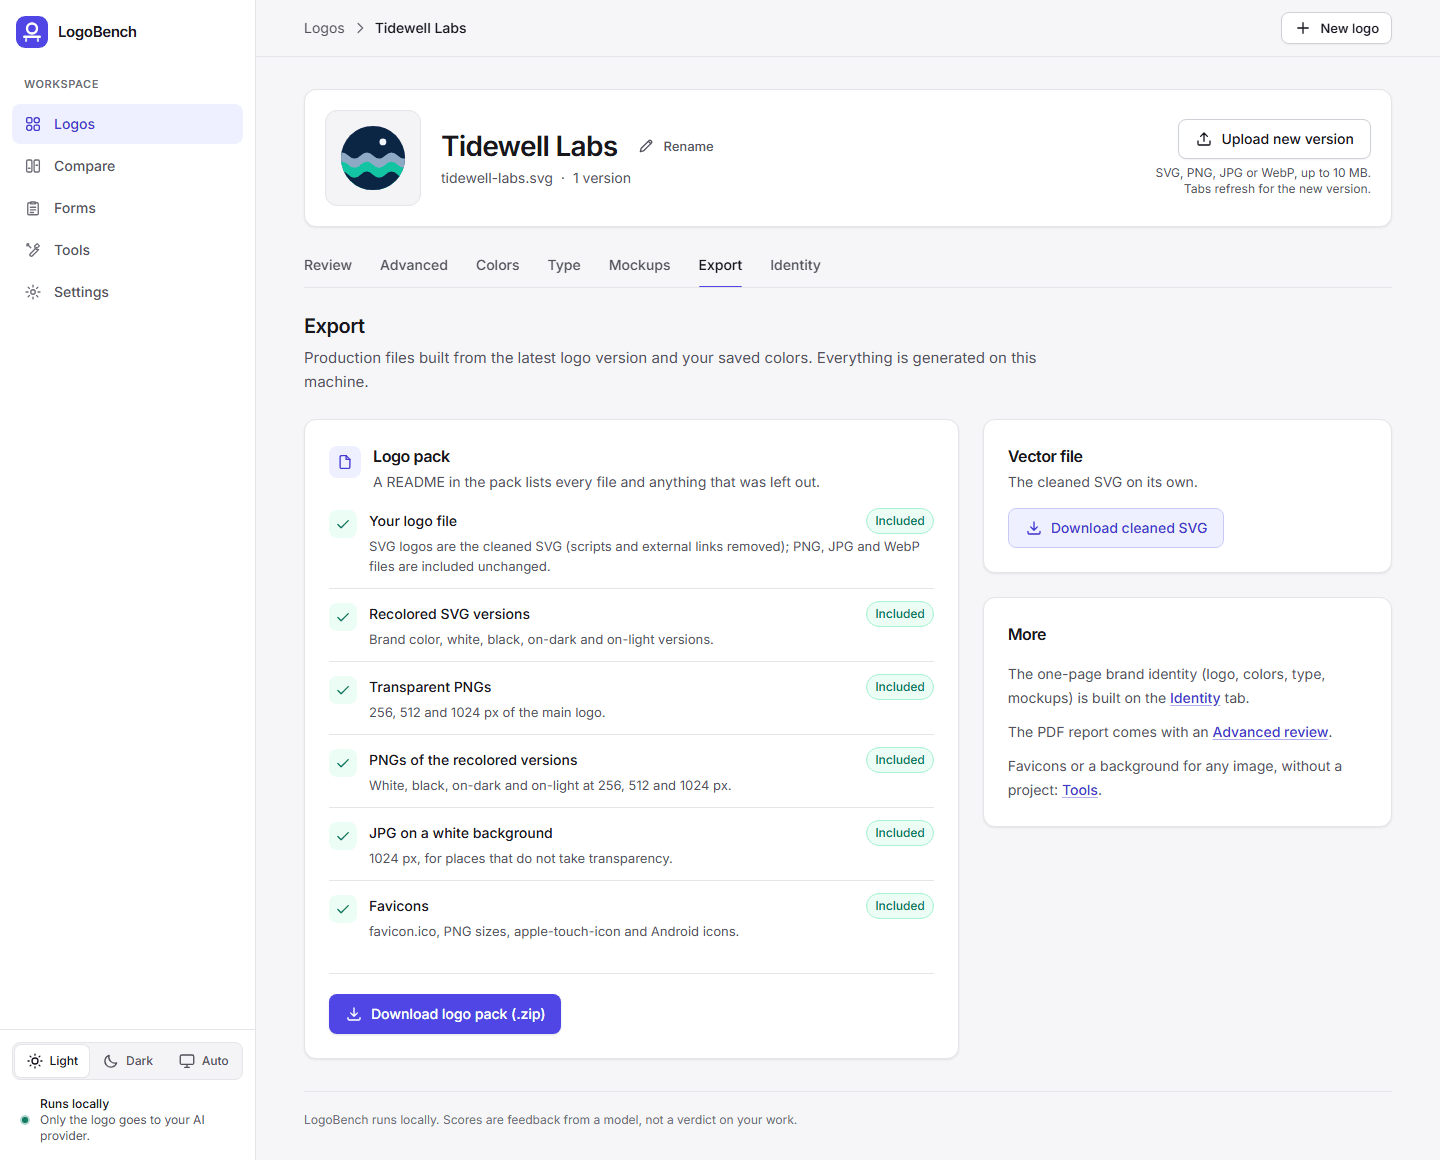 LogoBench
WORKSPACE
Logos
Compare
Forms
Tools
Settings
Light
Dark
Auto
Runs locally
Only the logo goes to your AI
provider.
Logos
Tidewell Labs
New logo
Tidewell Labs
Rename
tidewell-labs.svg · 1 version
Upload new version
SVG, PNG, JPG or WebP, up to 10 MB.
Tabs refresh for the new version.
Review
Advanced
Colors
Type
Mockups
Export
Identity
Export
Production files built from the latest logo version and your saved colors. Everything is generated on this
machine.
Logo pack
A README in the pack lists every file and anything that was left out.
Your logo file
Included
SVG logos are the cleaned SVG (scripts and external links removed); PNG, JPG and WebP
files are included unchanged.
Recolored SVG versions
Included
Brand color, white, black, on-dark and on-light versions.
Transparent PNGs
Included
256, 512 and 1024 px of the main logo.
PNGs of the recolored versions
Included
White, black, on-dark and on-light at 256, 512 and 1024 px.
JPG on a white background
Included
1024 px, for places that do not take transparency.
Favicons
Included
favicon.ico, PNG sizes, apple-touch-icon and Android icons.
Download logo pack (.zip)
Vector file
The cleaned SVG on its own.
Download cleaned SVG
More
The one-page brand identity (logo, colors, type,
mockups) is built on the Identity tab.
The PDF report comes with an Advanced review.
Favicons or a background for any image, without a
project: Tools.
LogoBench runs locally. Scores are feedback from a model, not a verdict on your work.